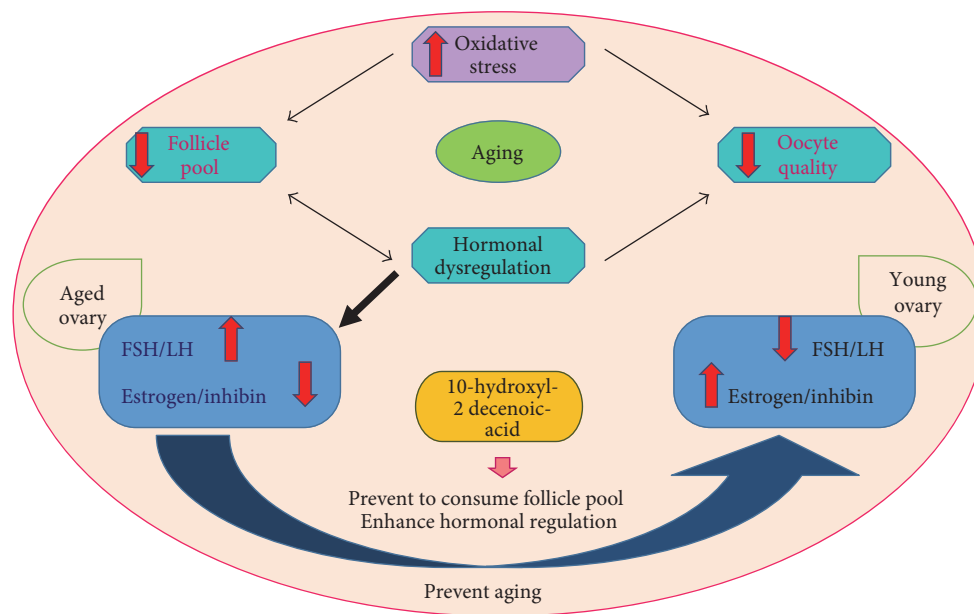 Oxidative
stress
Follicle
pool
Aging
Oocyte
quality
Hormonal
dysregulation
Aged
ovary
Young
ovary
FSH/LH
Estrogen/inhibin
FSH/LH
Estrogen/inhibin
10-hydroxyl-
2 decenoic-
acid
Prevent to consume follicle pool
Enhance hormonal regulation
Prevent aging